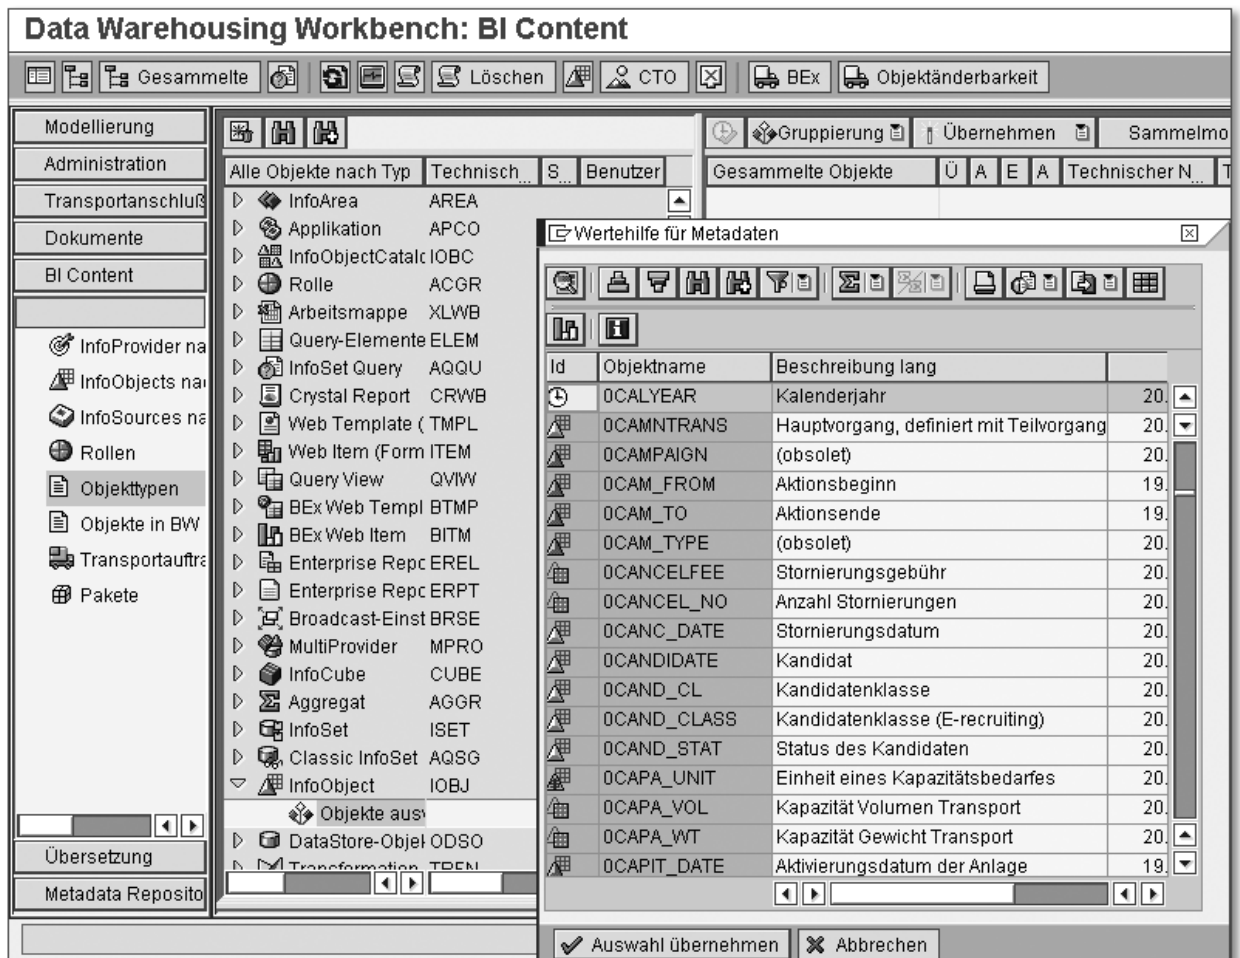 Data Warehousing Workbench: BI Content
Gesammelte Löschen CTO BEx Objektänderbarkeit
Modellierung
Administration
Transportanschluß
Dokumente
BI Content
InfoProvider na
InfoObjects na
InfoSources na
Rollen
Objekttypen
Objekte in BW
Transportauftra
Pakete
Übersetzung
Metadata Reposito
Alle Objekte nach Typ Technisch... S... Benutzer
InfoArea AREA
Applikation APCO
InfoObjectCatalc IOBC
Rolle ACGR
Arbeitsmappe XLWB
Query-Elemente ELEM
InfoSet Query AQQU
Crystal Report CRWB
Web Template ( TMPL
Web Item (Form ITEM
Query View QVIW
BEx Web Templ BTMP
BEx Web Item BITM
Enterprise Repc EREL
Enterprise Repc ERPT
Broadcast-Einst BRSE
MultiProvider MPRO
InfoCube CUBE
Aggregat AGGR
InfoSet ISET
Classic InfoSet AQSG
InfoObject IOBJ
Objekte ausv
DataStore-Objek ODSO
Transformation TRFN
Gruppierung Übernehmen Sammelmo
Gesammelte Objekte Ü A E A Technischer N... T
Wertehilfe für Metadaten
Id Objektname Beschreibung lang
0CALYEAR Kalenderjahr 20.
0CAMNTRANS Hauptvorgang, definiert mit Teilvorgang 20.
0CAMPAIGN (obsolet) 20.
0CAM_FROM Aktionsbeginn 19.
0CAM_TO Aktionsende 19.
0CAM_TYPE (obsolet) 20.
0CANCELFEE Stornierungsgebühr 20.
0CANCEL_NO Anzahl Stornierungen 20.
0CANC_DATE Stornierungsdatum 20.
0CANDIDATE Kandidat 20.
0CAND_CL Kandidatenklasse 20.
0CAND_CLASS Kandidatenklasse (E-recruiting) 20.
0CAND_STAT Status des Kandidaten 20.
0CAPA_UNIT Einheit eines Kapazitätsbedarfes 20.
0CAPA_VOL Kapazität Volumen Transport 20.
0CAPA_WT Kapazität Gewicht Transport 20.
0CAPIT_DATE Aktivierungsdatum der Anlage 19.
Auswahl übernehmen Abbrechen